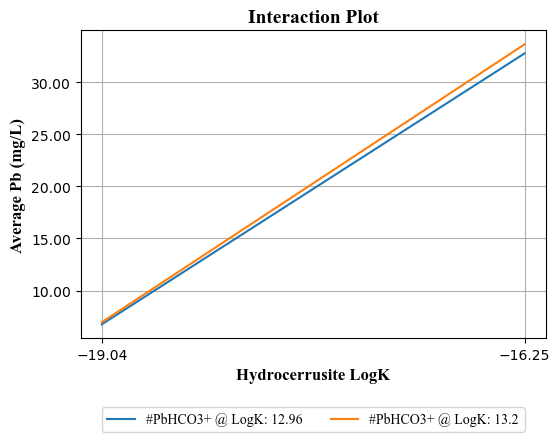 Interaction Plot
Average Pb (mg/L)
30.00
25.00
20.00
15.00
10.00
−19.04
−16.25
Hydrocerrusite LogK
#PbHCO3+ @ LogK: 12.96
#PbHCO3+ @ LogK: 13.2